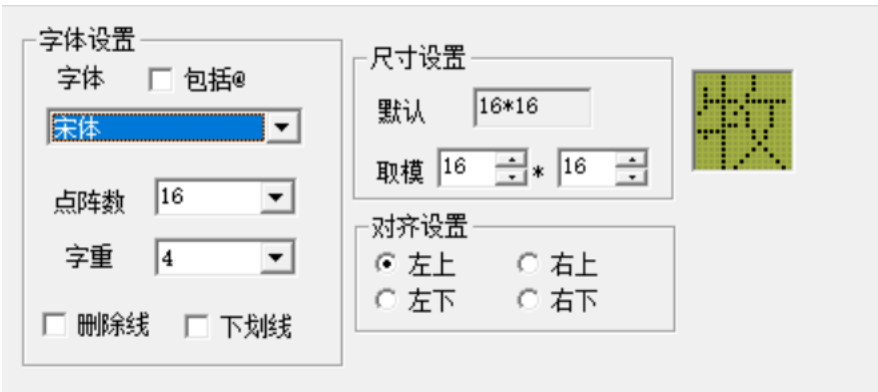 字体设置
字体 包括@
宋体
点阵数 16
字重 4
删除线 下划线
尺寸设置
默认 16*16
取模 16 * 16
对齐设置
左上 右上
左下 右下
牧